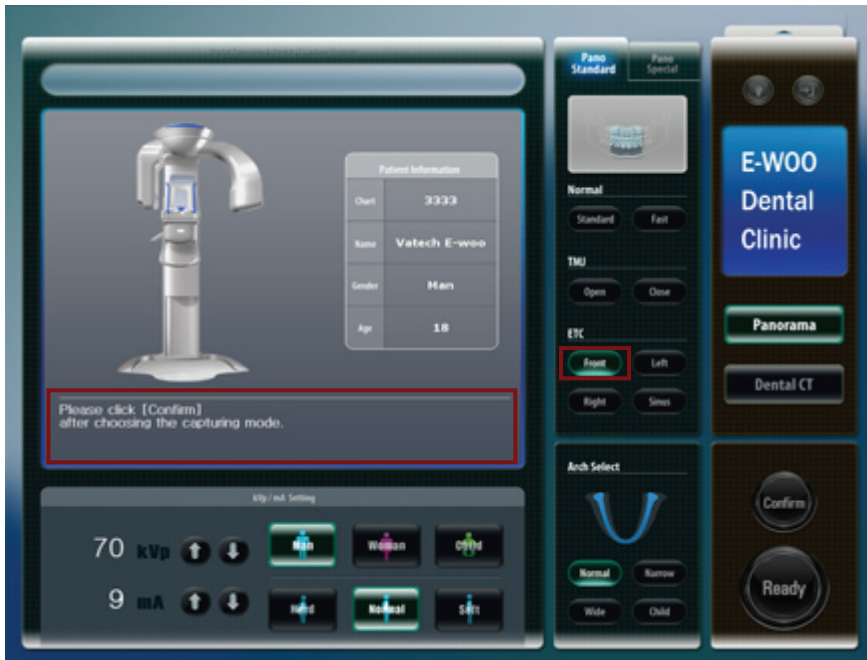 Patient Information
Chart 3333
Name Vatech E-woo
Gender Man
Age 18
Please click [Confirm]
after choosing the capturing mode.
kVp / mA Setting
70 kVp
Man Woman Child
9 mA
Hard Normal Soft
Pano Standard
Pano Special
Normal
Standard Fast
TMJ
Open Close
ETC
Front Left
Right Sinus
Arch Select
Normal Narrow
Wide Child
E-WOO
Dental
Clinic
Panorama
Dental CT
Confirm
Ready